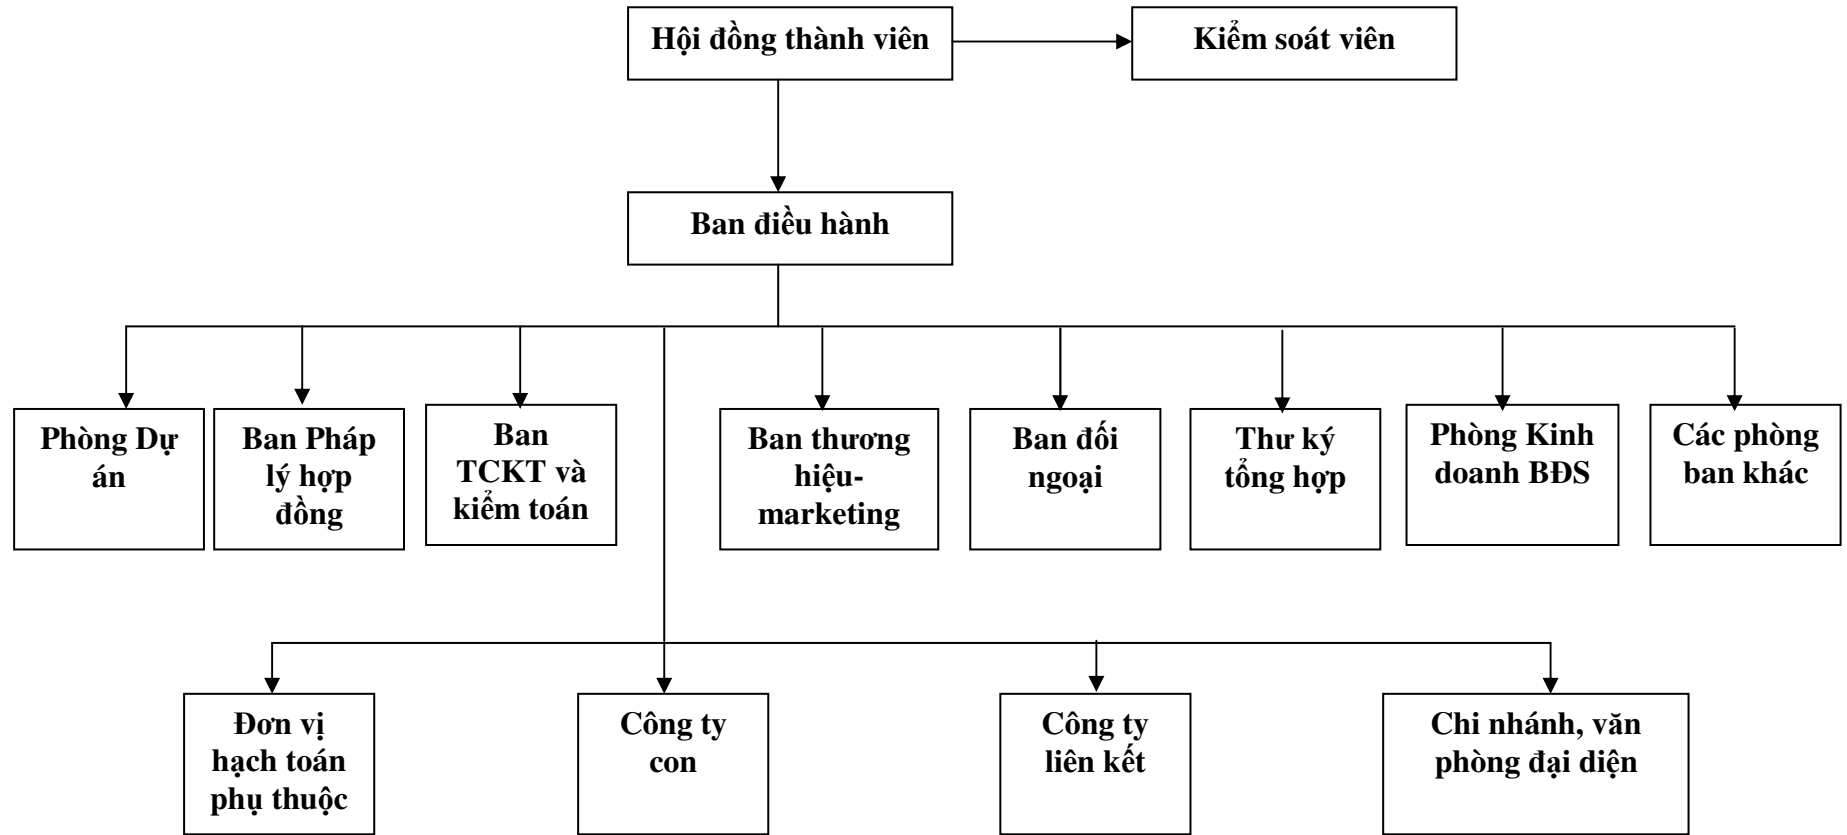 Hội đồng thành viên
Kiểm soát viên
Ban điều hành
Phòng Dự
án
Ban Pháp
lý hợp
đồng
Ban
TCKT và
kiểm toán
Ban thương
hiệu-
marketing
Ban đối
ngoại
Thư ký
tổng hợp
Phòng Kinh
doanh BĐS
Các phòng
ban khác
Đơn vị
hạch toán
phụ thuộc
Công ty
con
Công ty
liên kết
Chi nhánh, văn
phòng đại diện